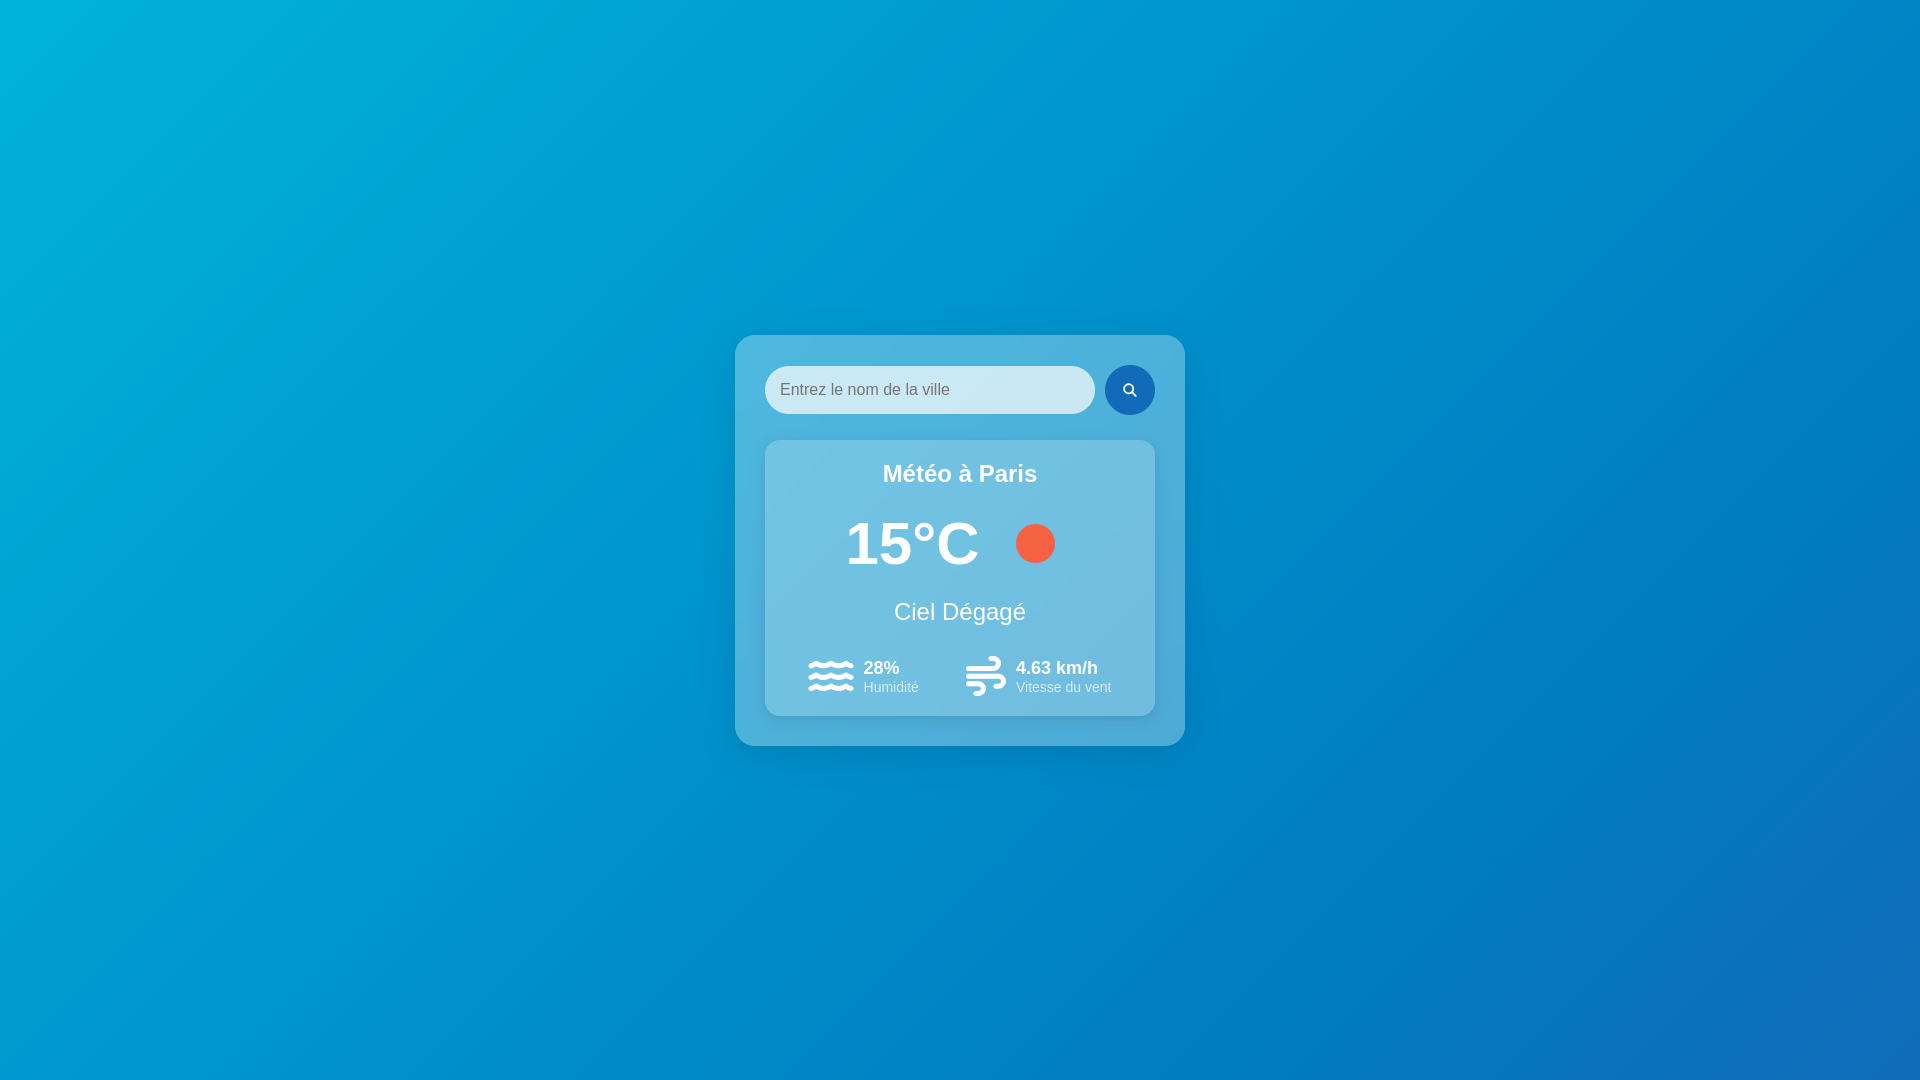 Entrez le nom de la ville
Météo à Paris
15°C
Ciel Dégagé
28%
Humidité
4.63 km/h
Vitesse du vent